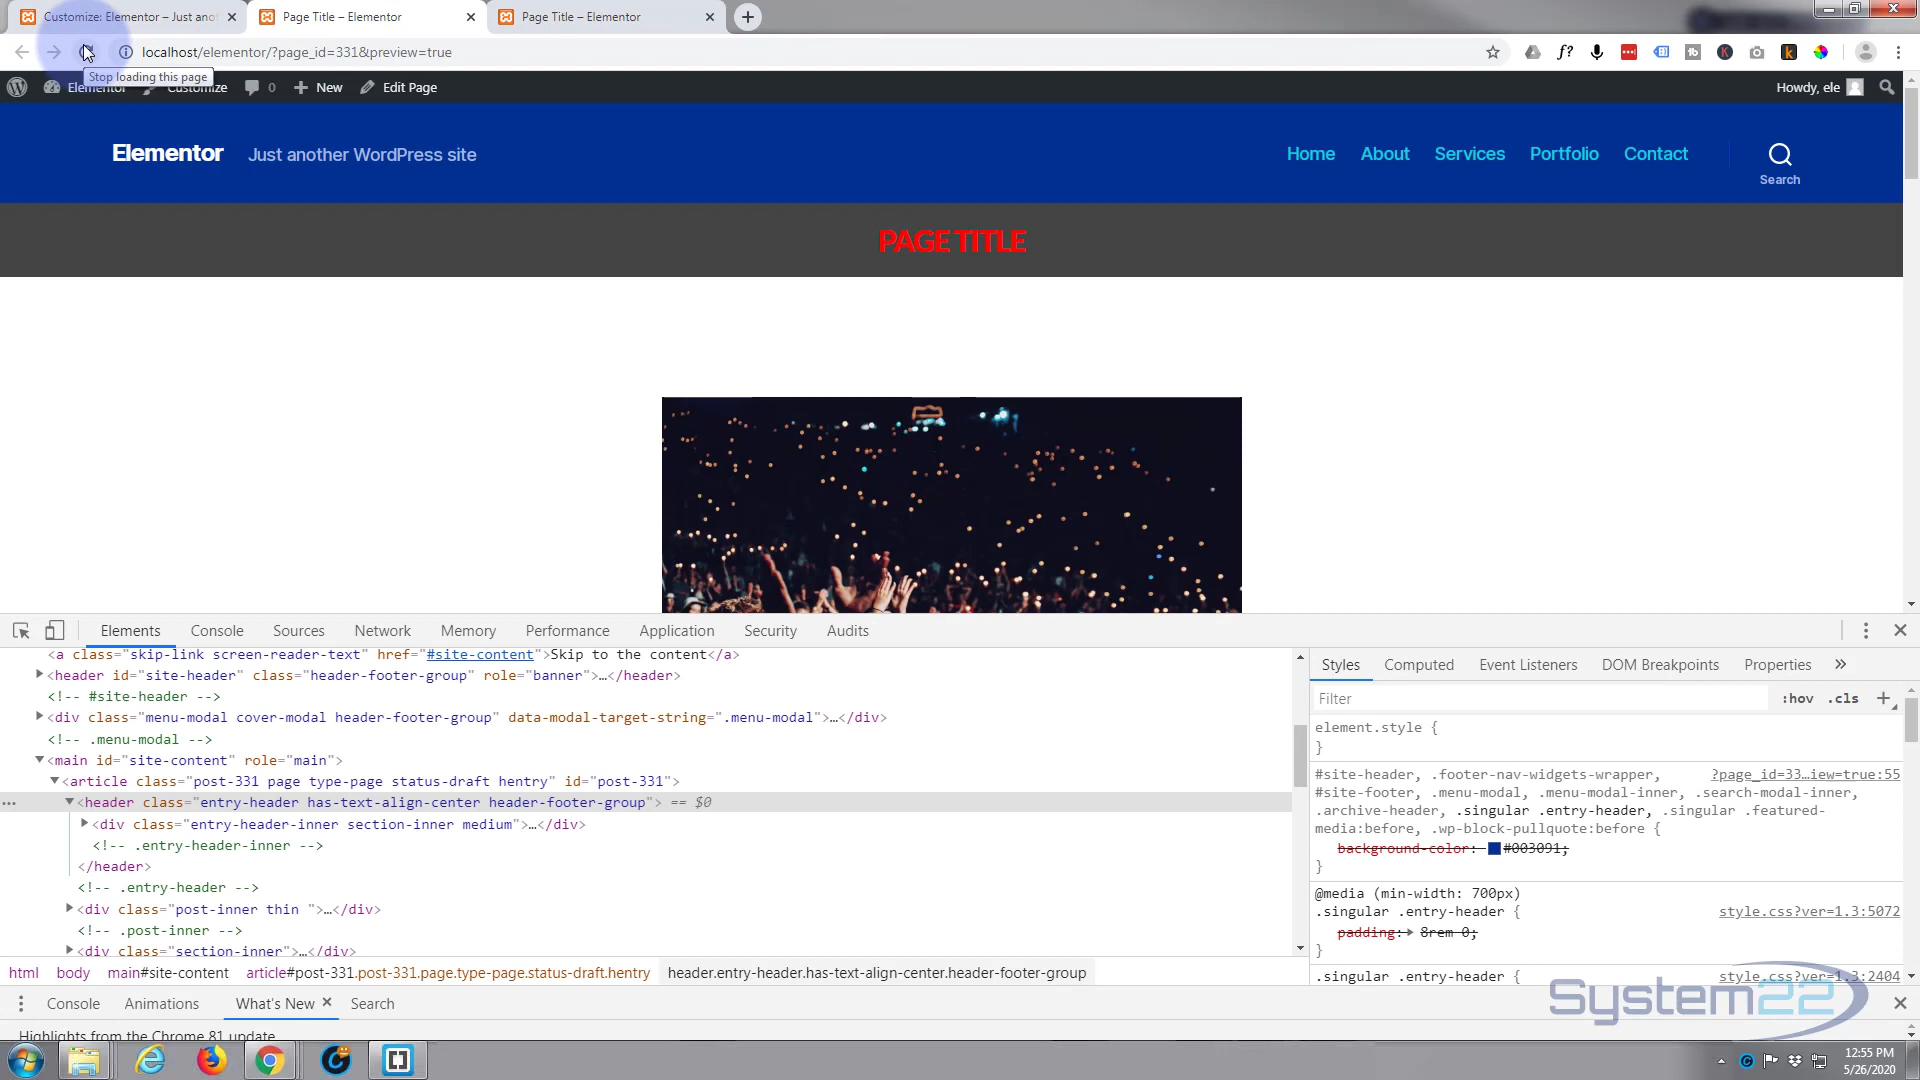 Customize: Elementor – Just ano
Page Title – Elementor
Page Title – Elementor
localhost/elementor/?page_id=331&preview=true
Stop loading this page
Elementor
Customize
0
New
Edit Page
Howdy, ele
Elementor
Just another WordPress site
Home
About
Services
Portfolio
Contact
Search
PAGE TITLE
Elements
Console
Sources
Network
Memory
Performance
Application
Security
Audits
<a class="skip-link screen-reader-text" href="#site-content">Skip to the content</a>
<header id="site-header" class="header-footer-group" role="banner">…</header>
<!-- #site-header -->
<div class="menu-modal cover-modal header-footer-group" data-modal-target-string=".menu-modal">…</div>
<!-- .menu-modal -->
<main id="site-content" role="main">
<article class="post-331 page type-page status-draft hentry" id="post-331">
<header class="entry-header has-text-align-center header-footer-group"> == $0
<div class="entry-header-inner section-inner medium">…</div>
<!-- .entry-header-inner -->
</header>
<!-- .entry-header -->
<div class="post-inner thin ">…</div>
<!-- .post-inner -->
<div class="section-inner">…</div>
html
body
main#site-content
article#post-331.post-331.page.type-page.status-draft.hentry
header.entry-header.has-text-align-center.header-footer-group
Styles
Computed
Event Listeners
DOM Breakpoints
Properties
Filter
:hov
.cls
element.style {
}
#site-header, .footer-nav-widgets-wrapper, ?page_id=33…iew=true:55
#site-footer, .menu-modal, .menu-modal-inner, .search-modal-inner,
.archive-header, .singular .entry-header, .singular .featured-
media:before, .wp-block-pullquote:before {
background-color: #003091;
}
@media (min-width: 700px)
.singular .entry-header { style.css?ver=1.3:5072
padding: 8rem 0;
}
.singular .entry-header { style.css?ver=1.3:2404
Console
Animations
What's New
Search
Highlights from the Chrome 81 update
System22
12:55 PM
5/26/2020